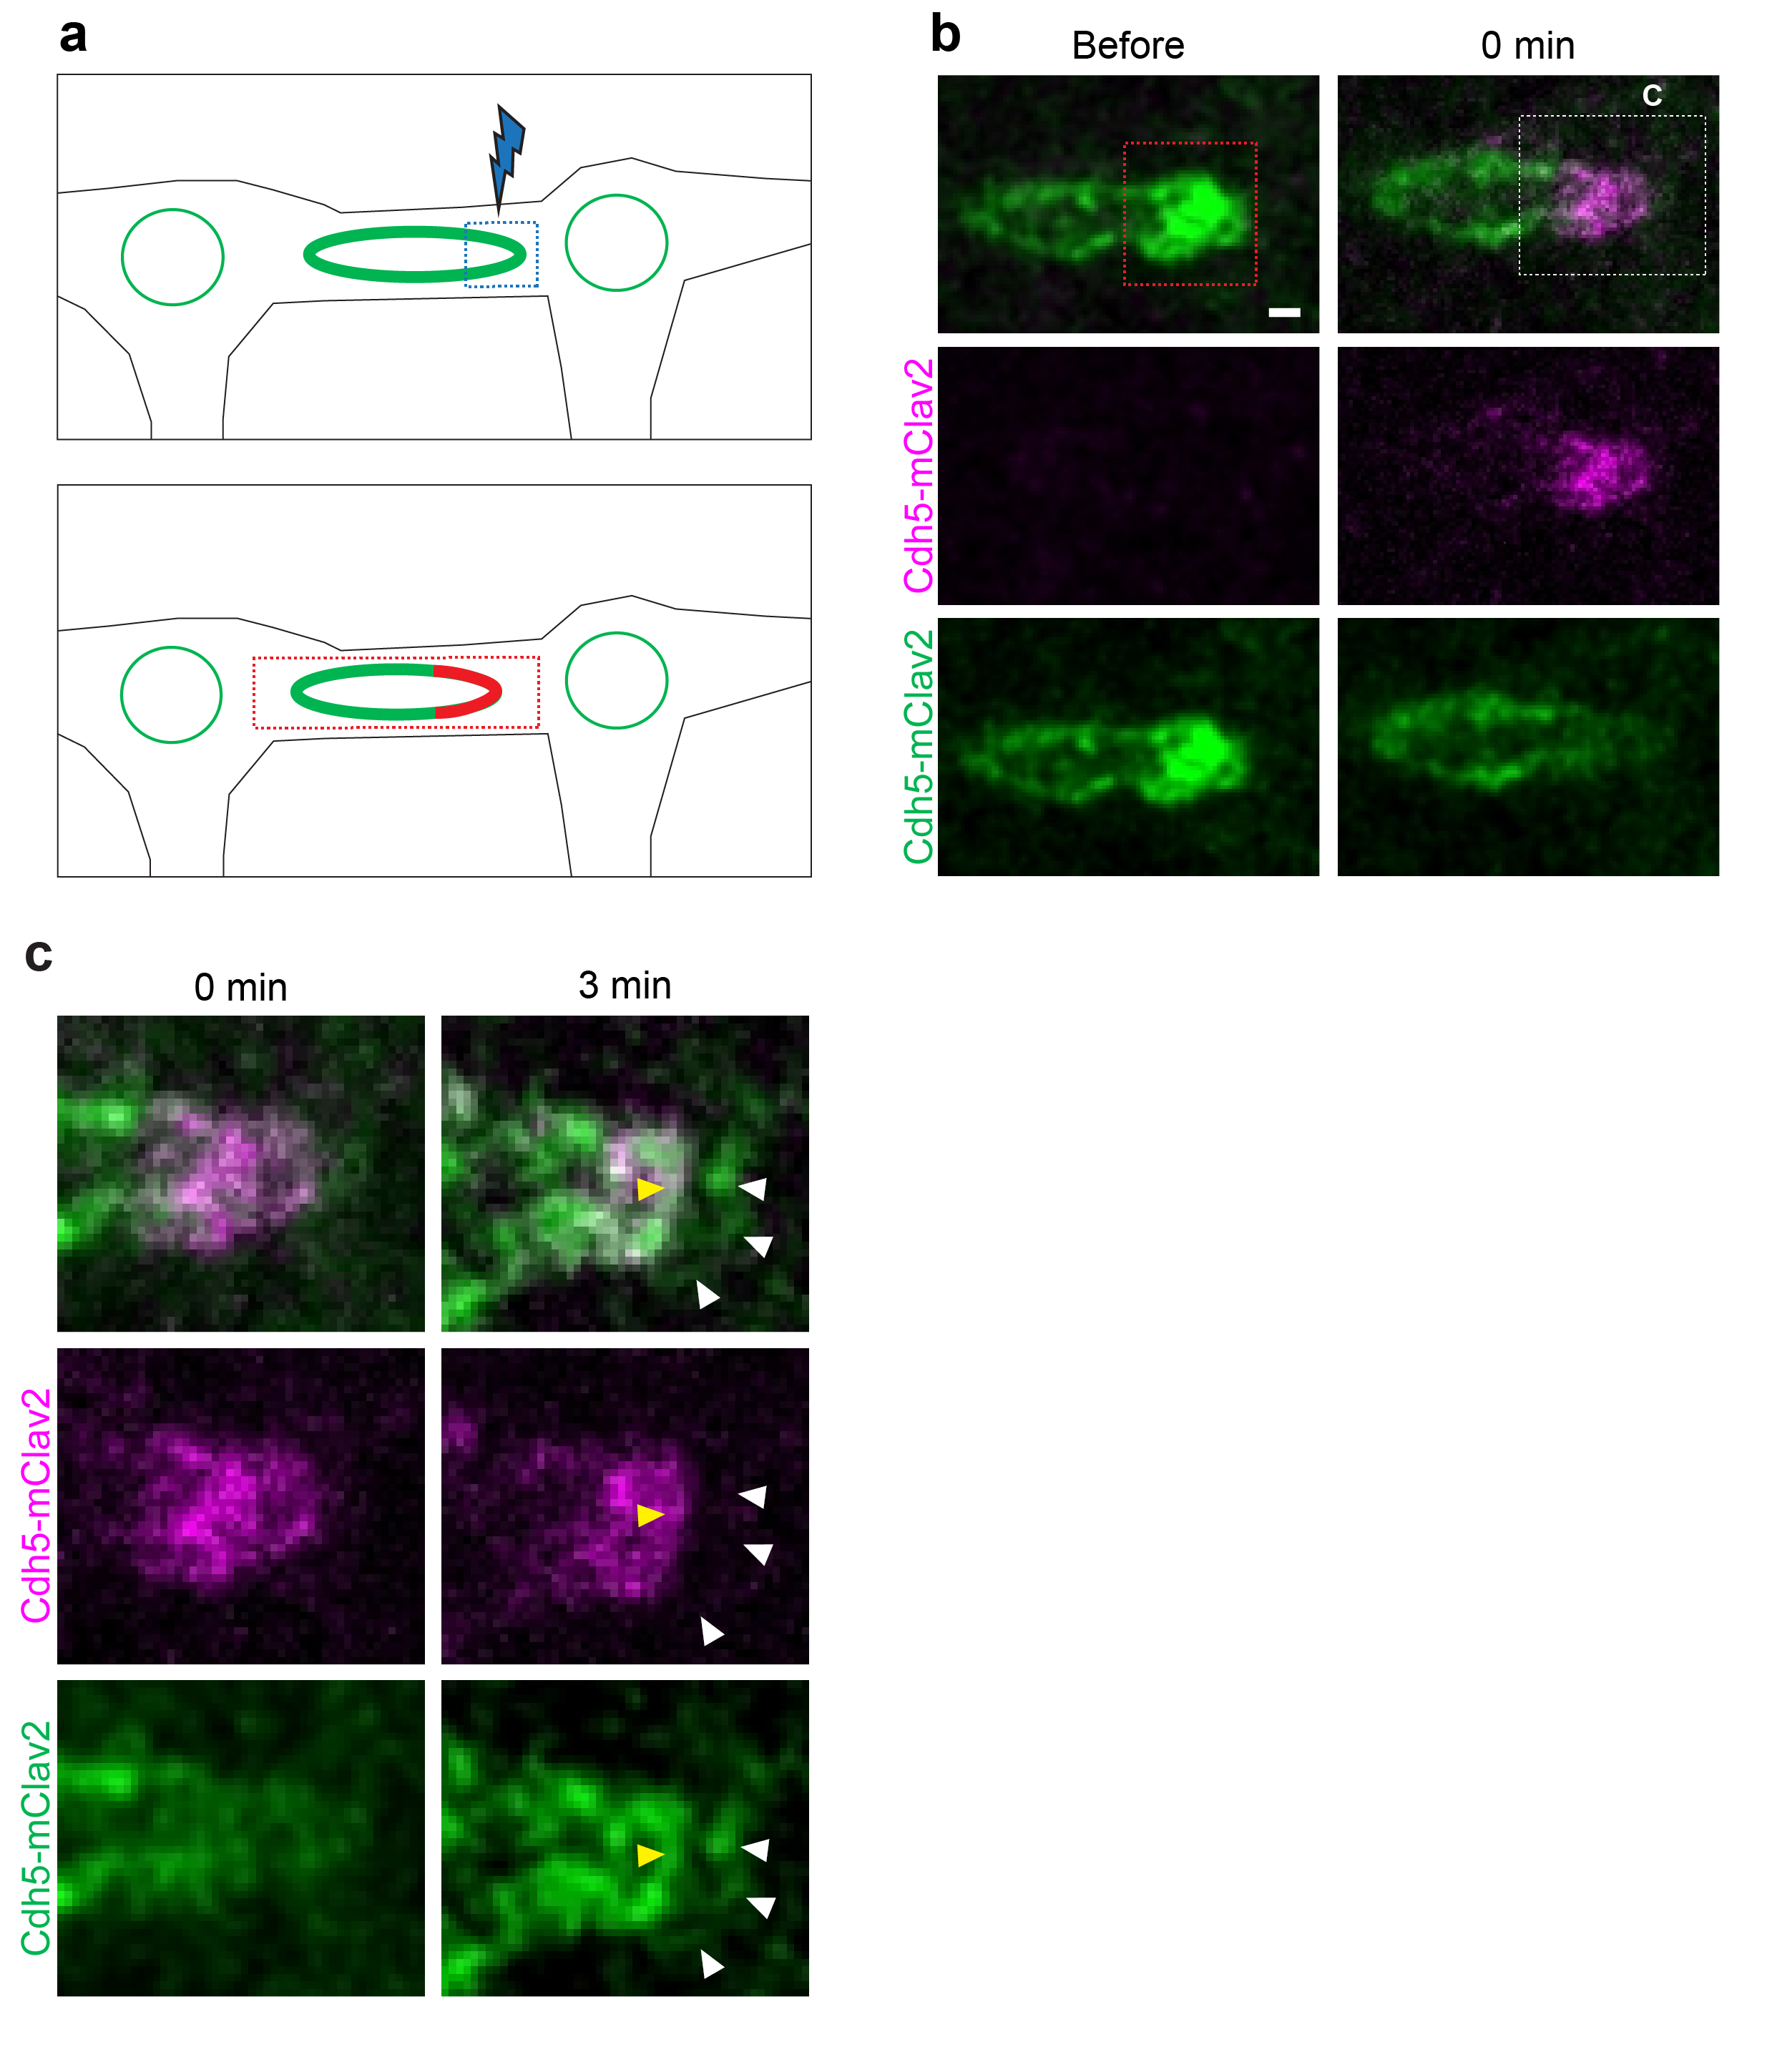 a
b
Before
0 min
C
Cdh5-mClav2
Cdh5-mClav2
c
0 min
3 min
Cdh5-mClav2
Cdh5-mClav2